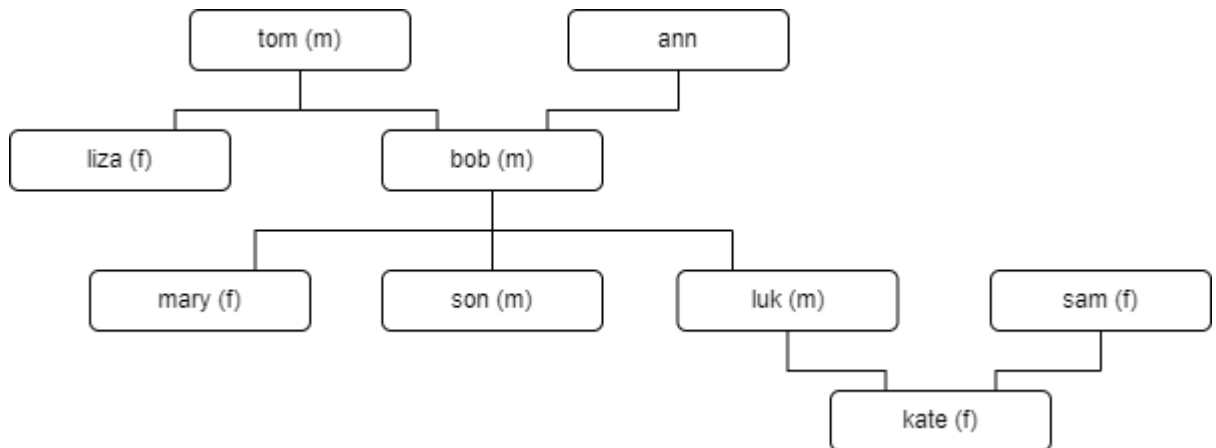 tom (m)
ann
liza (f)
bob (m)
mary (f)
son (m)
luk (m)
sam (f)
kate (f)